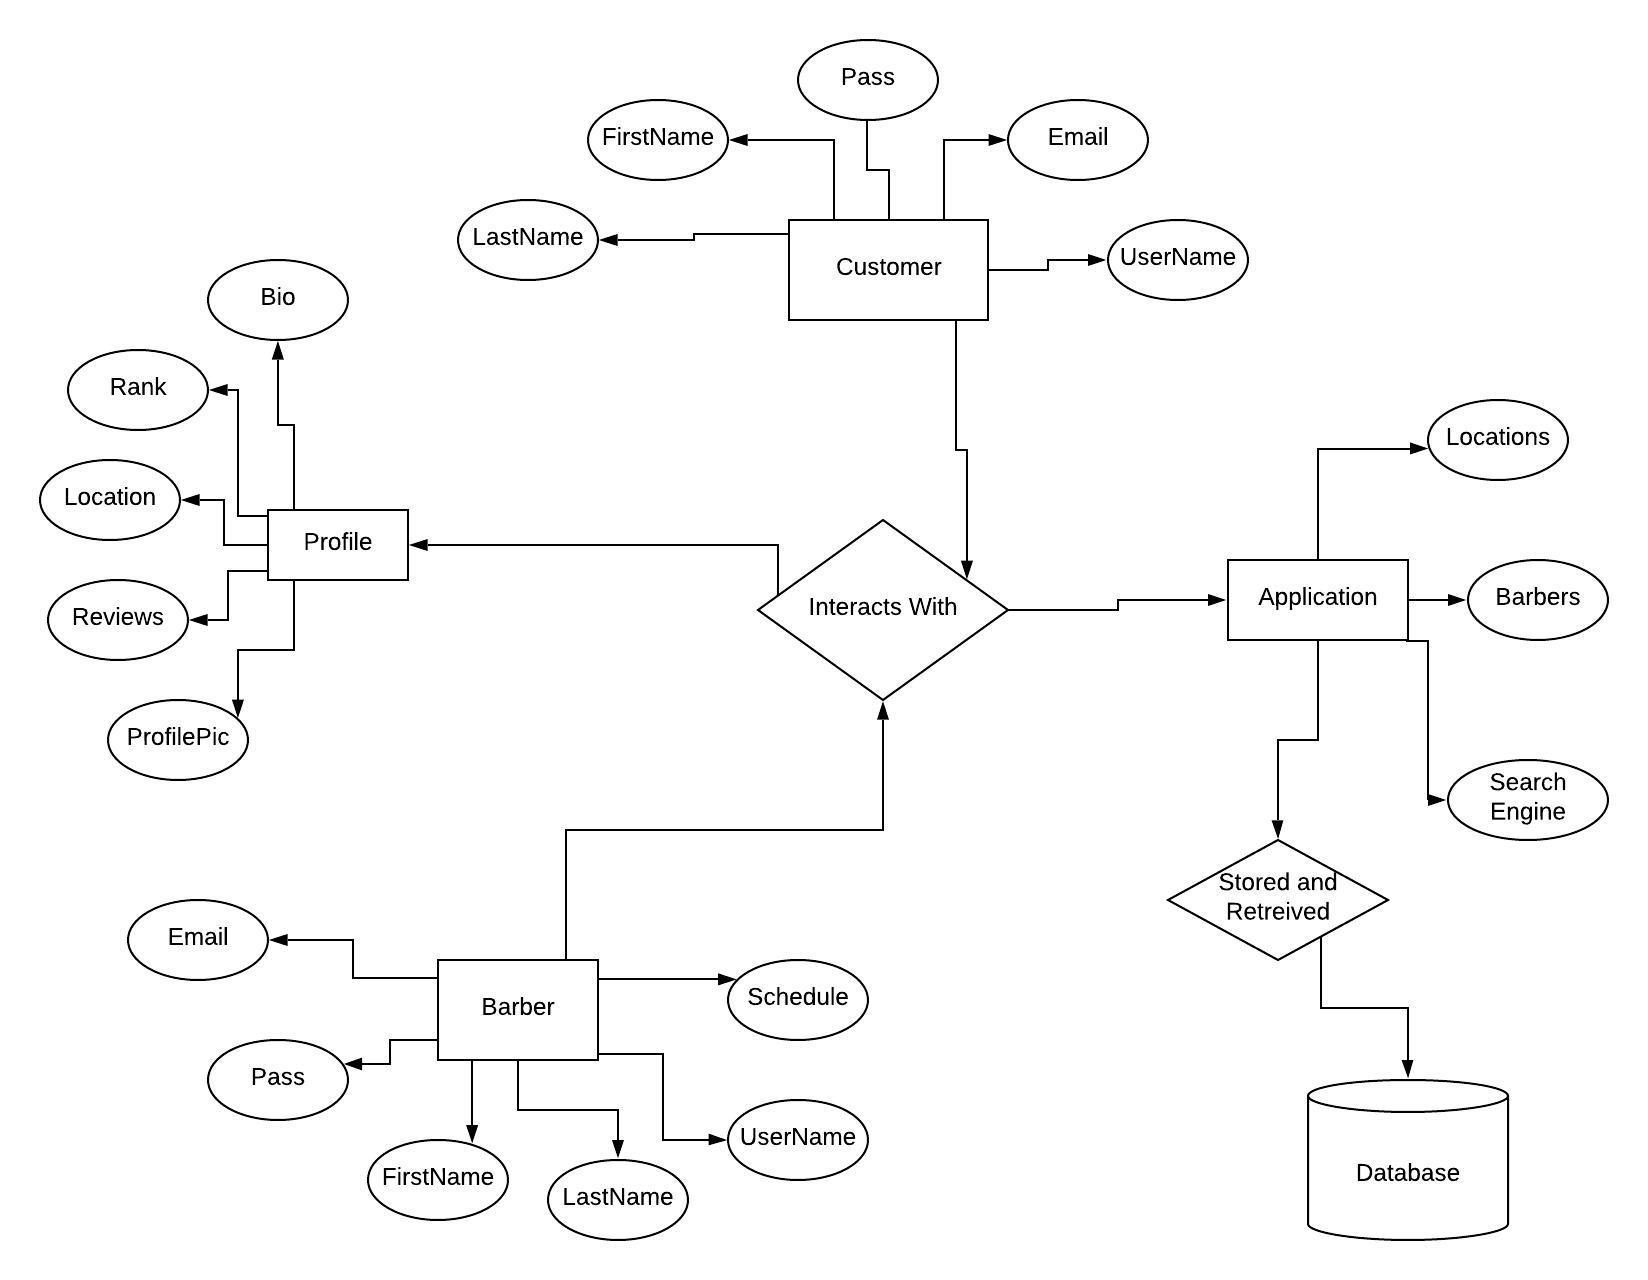 Pass
FirstName
Email
LastName
Customer
UserName
Bio
Rank
Location
Profile
Reviews
ProfilePic
Interacts With
Locations
Application
Barbers
Search
Engine
Stored and
Retreived
Database
Email
Barber
Schedule
Pass
FirstName
LastName
UserName